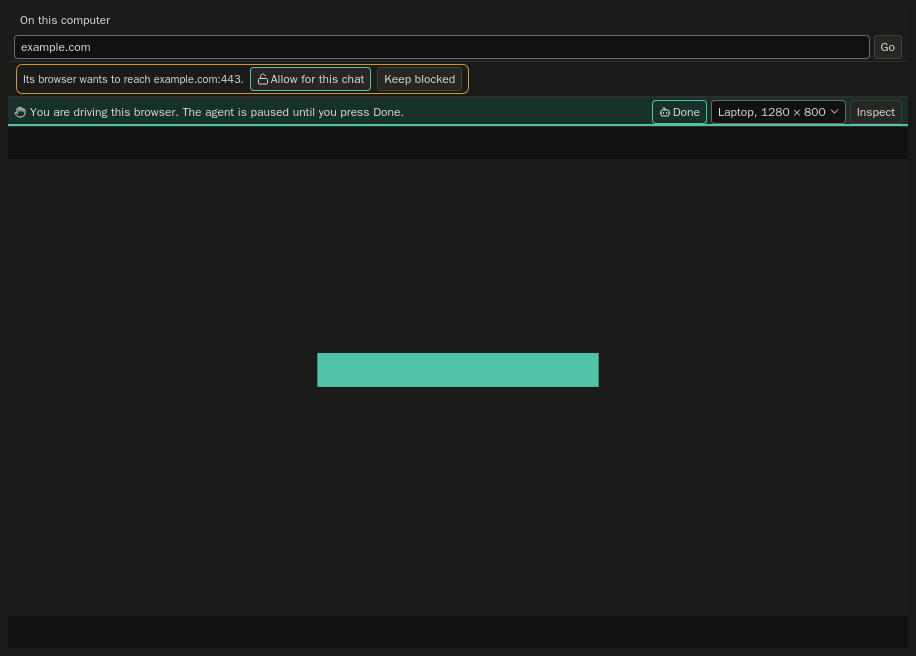 On this computer
example.com
Go
Its browser wants to reach example.com:443.
Allow for this chat
Keep blocked
You are driving this browser. The agent is paused until you press Done.
Done
Laptop, 1280 × 800
Inspect